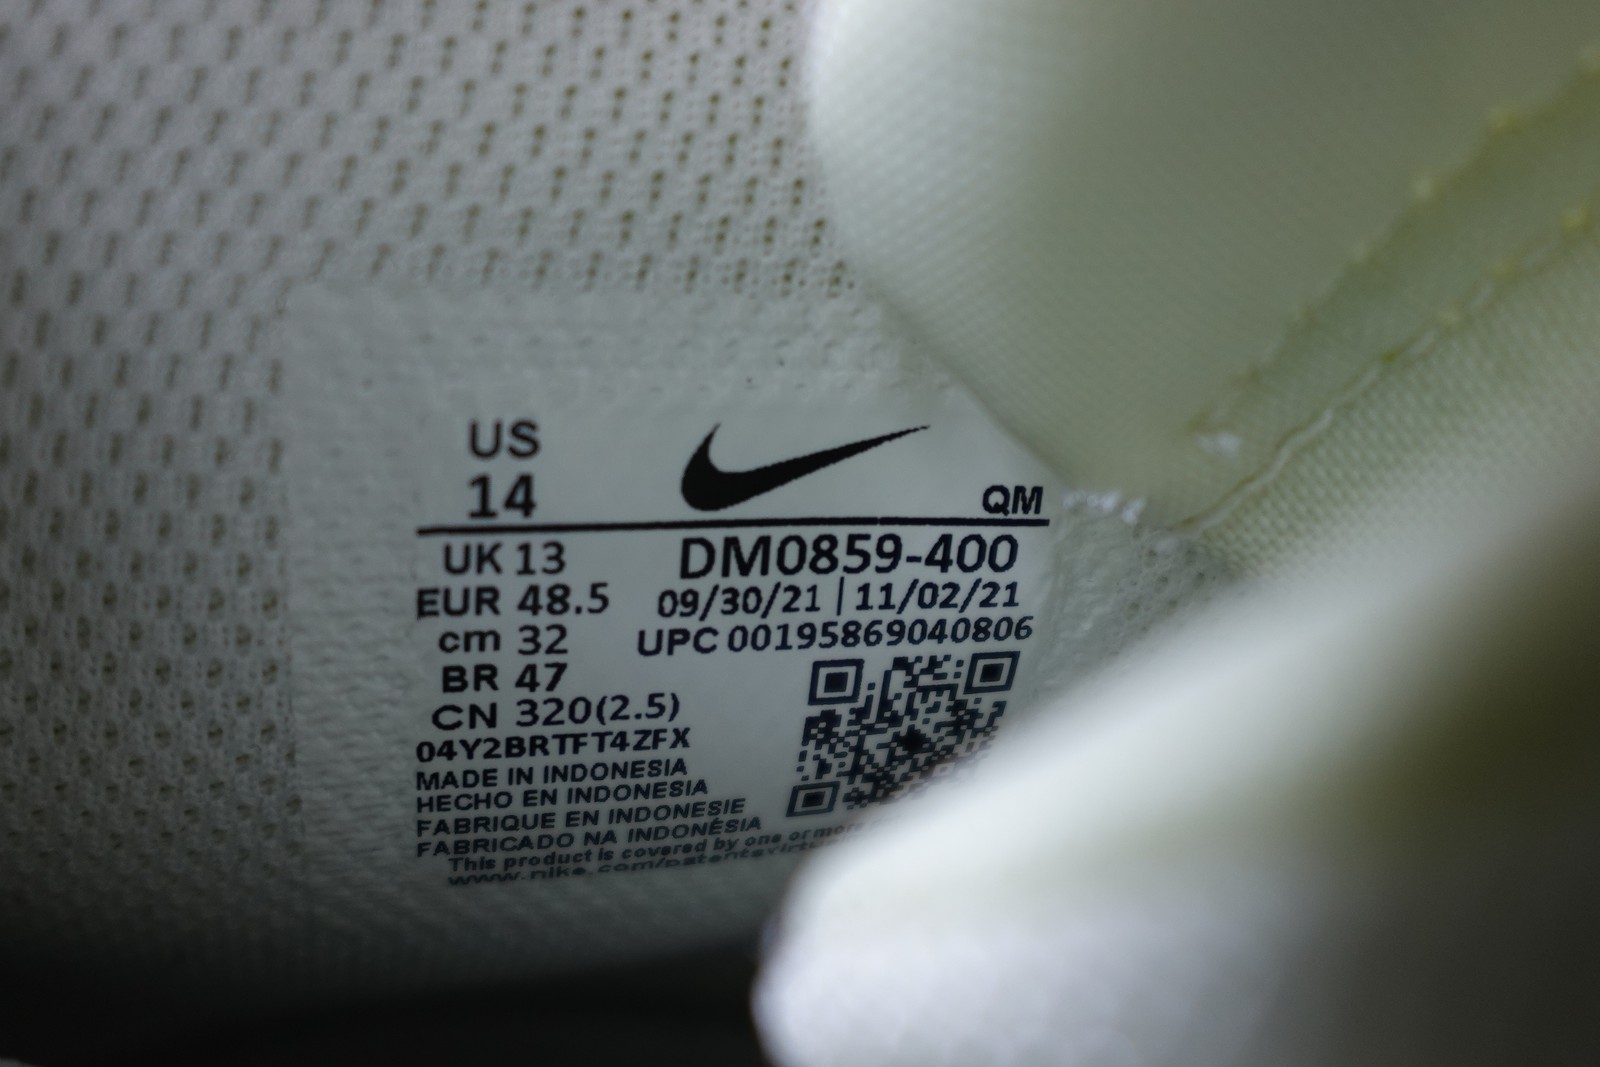 US
14
QM
UK 13
DM0859-400
EUR 48.5
09/30/21 | 11/02/21
cm 32
UPC 00195869040806
BR 47
CN 320(2.5)
04Y2BRTFT4ZFX
MADE IN INDONESIA
HECHO EN INDONESIA
FABRIQUE EN INDONESIE
FABRICADO NA INDONÉSIA
This product is covered by one or more